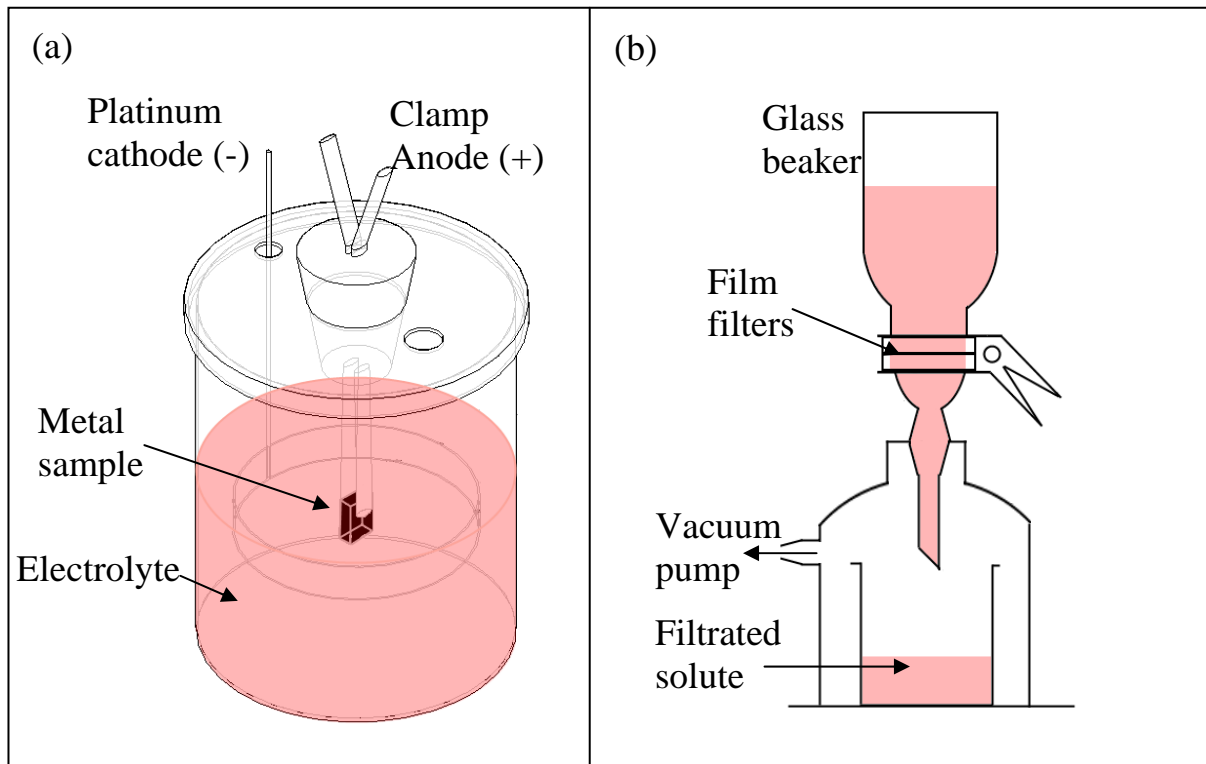 (a)
Platinum
cathode (-)
Clamp
Anode (+)
Metal
sample
Electrolyte
(b)
Glass
beaker
Film
filters
Vacuum
pump
Filtrated
solute